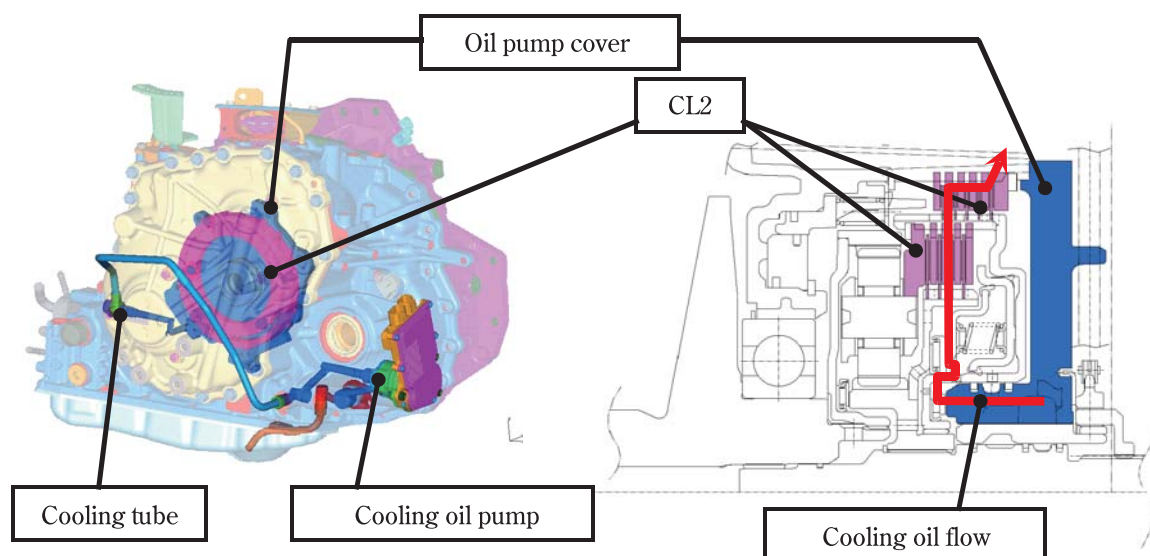 Oil pump cover
CL2
Cooling tube
Cooling oil pump
Cooling oil flow